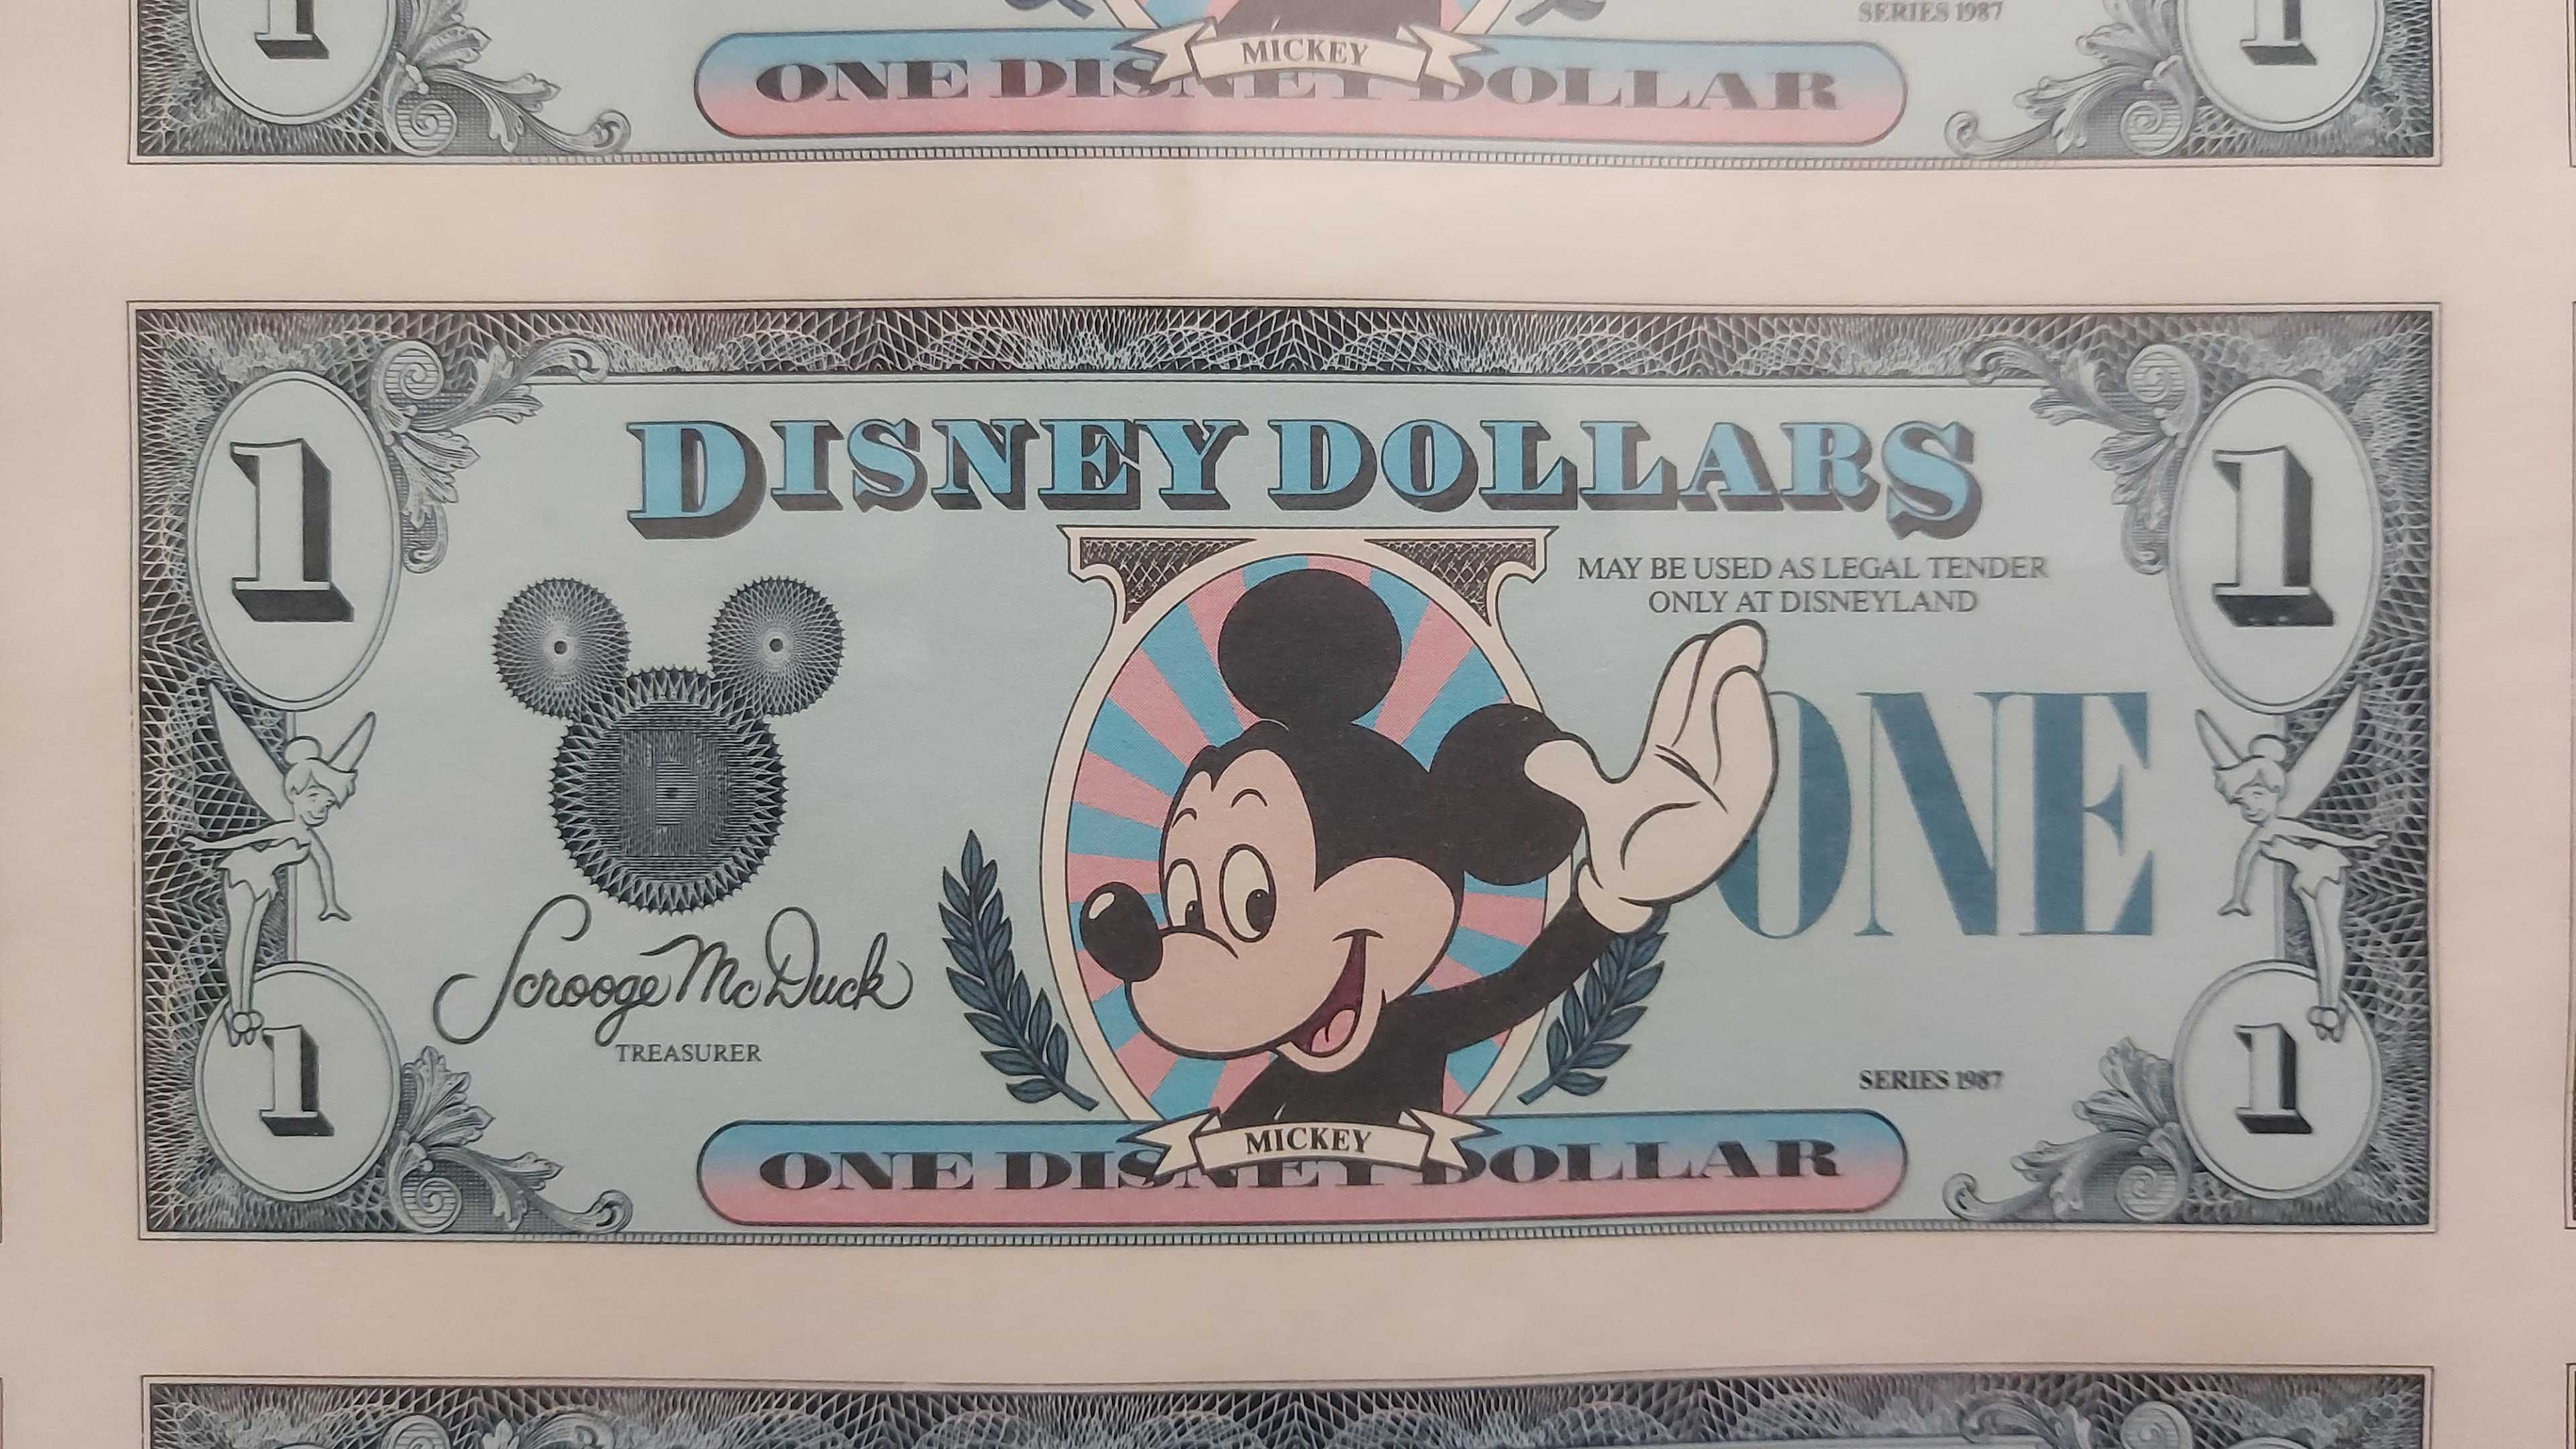 SERIES 1987
1
1
MICKEY
ONE DISNEY DOLLAR
1
1
DISNEY DOLLARS
MAY BE USED AS LEGAL TENDER
ONLY AT DISNEYLAND
ONE
D
Scrooge McDuck
TREASURER
SERIES 1987
1
1
MICKEY
ONE DISNEY DOLLAR